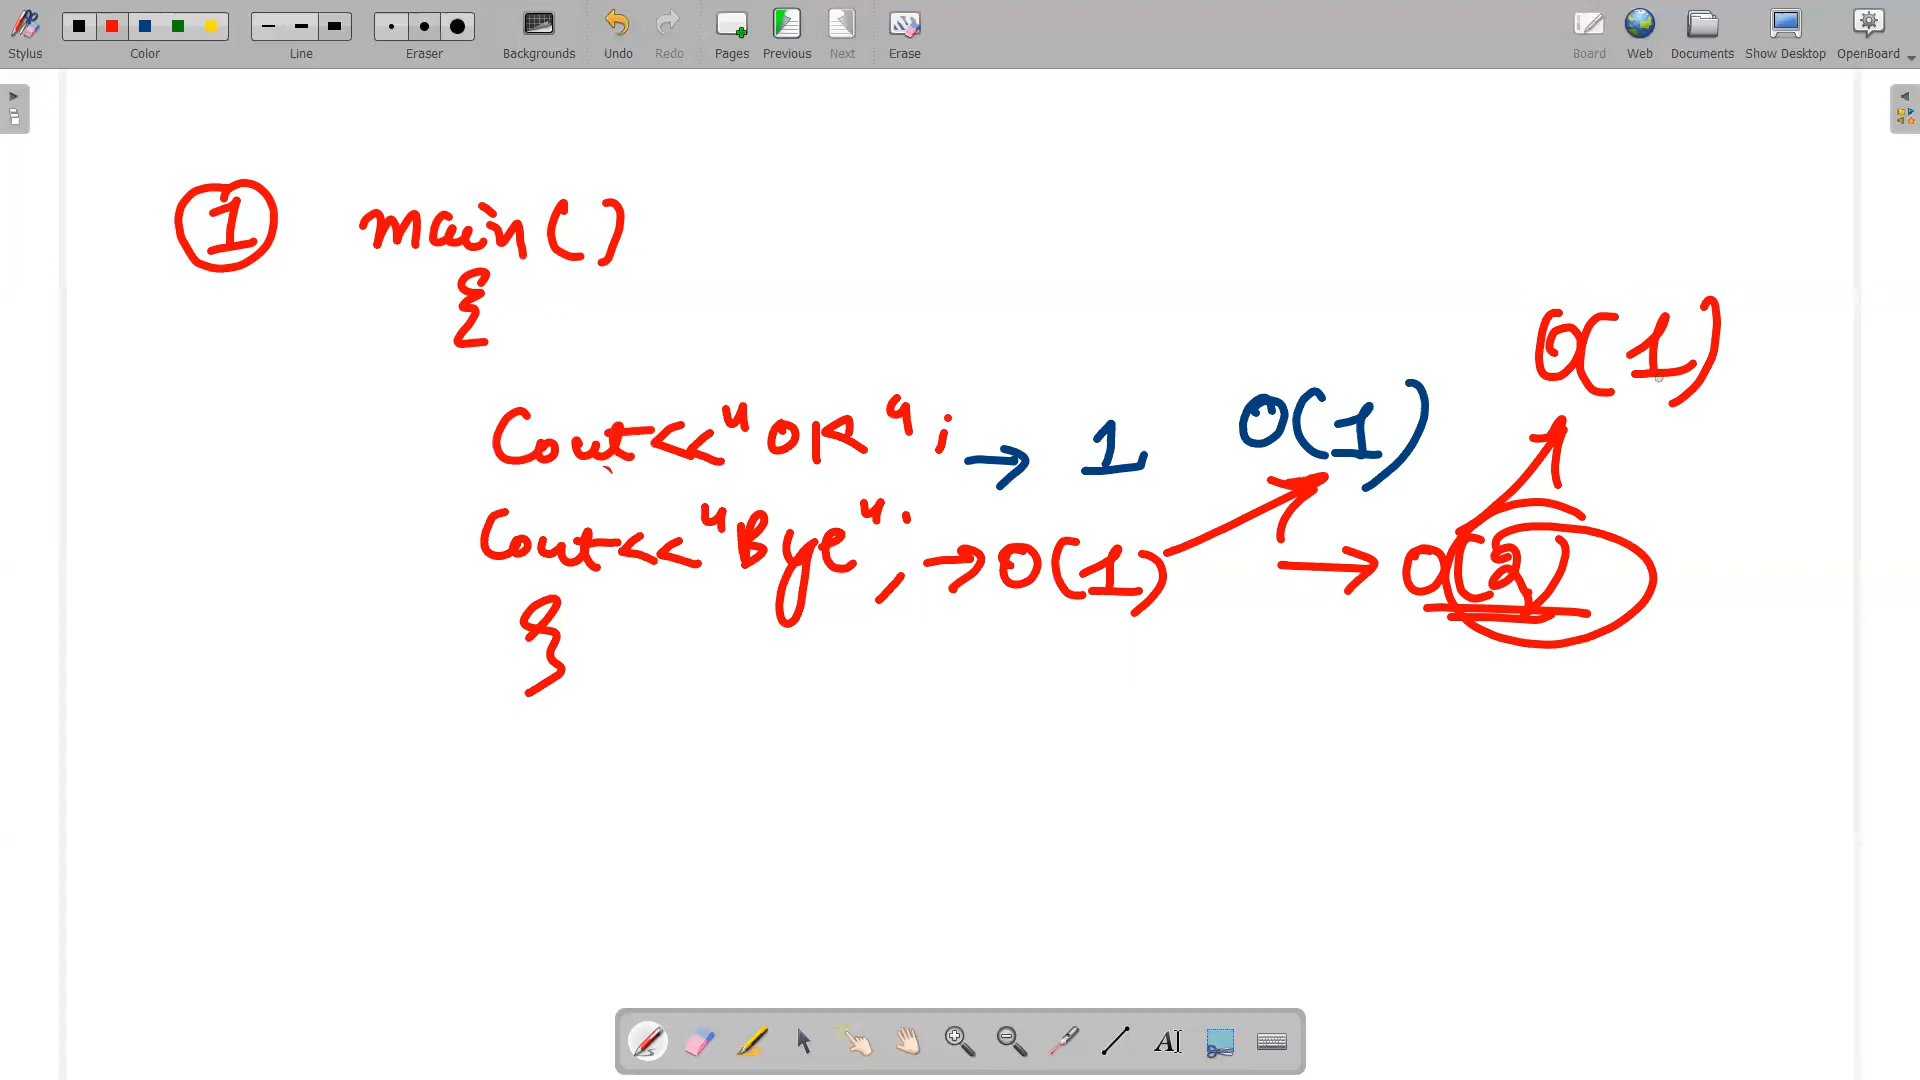 Stylus Color Line Eraser Backgrounds Undo Redo Pages Previous Next Erase Board Web Documents Show Desktop OpenBoard
1 main()
{
O(1)
Cout<<"OK"; → 1 O(1)
Cout<<"Bye"; → O(1) → O(2)
}